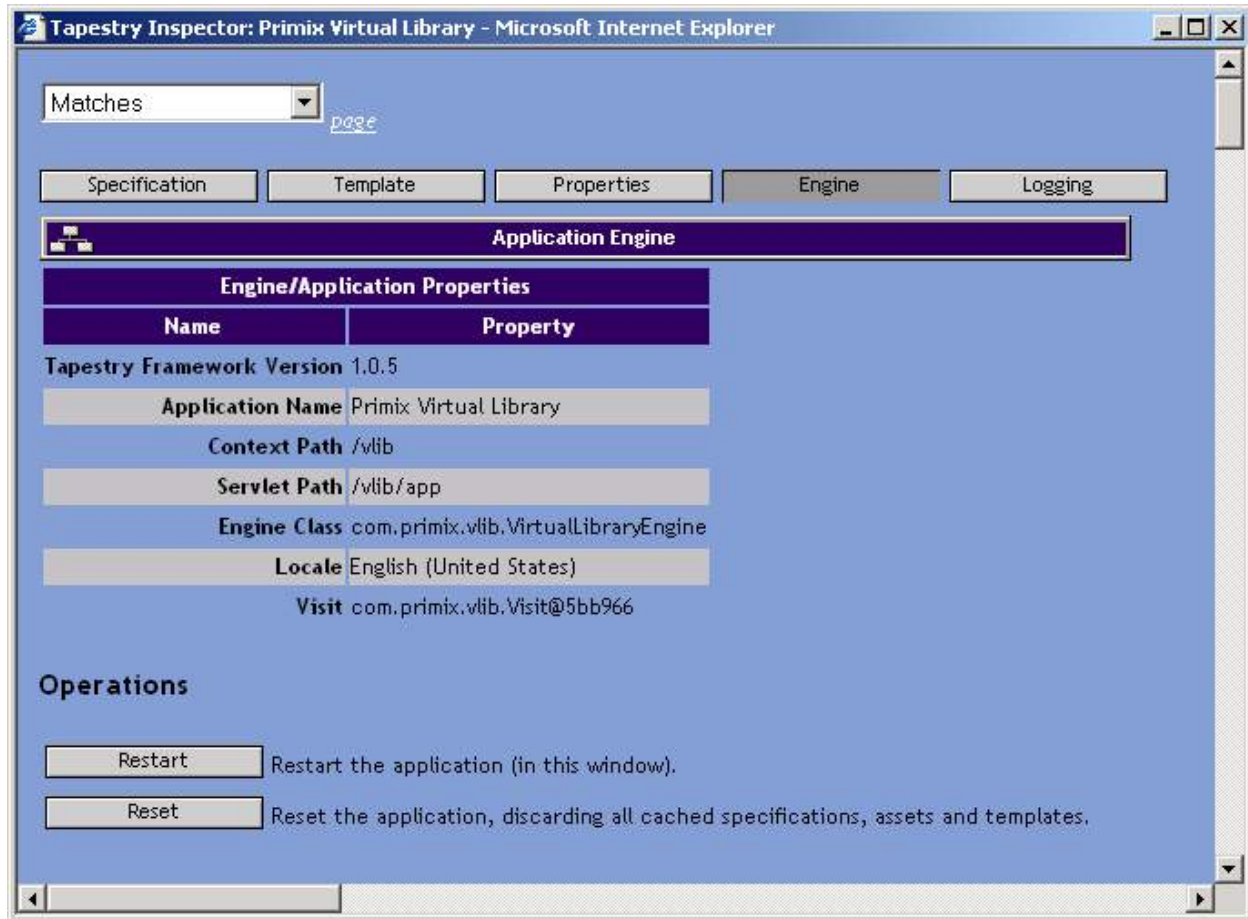 Tapestry Inspector: Primix Virtual Library - Microsoft Internet Explorer
Matches
page
Specification Template Properties Engine Logging
Application Engine
Engine/Application Properties
Name Property
Tapestry Framework Version 1.0.5
Application Name Primix Virtual Library
Context Path /vlib
Servlet Path /vlib/app
Engine Class com.primix.vlib.VirtualLibraryEngine
Locale English (United States)
Visit com.primix.vlib.Visit@5bb966
Operations
Restart Restart the application (in this window).
Reset Reset the application, discarding all cached specifications, assets and templates.